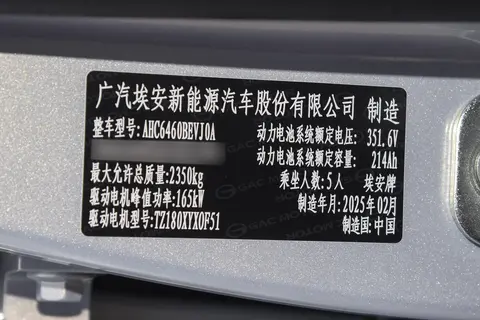 广汽埃安新能源汽车股份有限公司 制造
整车型号: AHC6460BEVJ0A 动力电池系统额定电压: 351.6V
动力电池系统额定容量: 214Ah
最大允许总质量: 2350kg 乘坐人数: 5人 埃安牌
驱动电机峰值功率: 165kW 制造年月: 2025年02月
驱动电机型号: TZ180XYX0F51 制造国: 中国